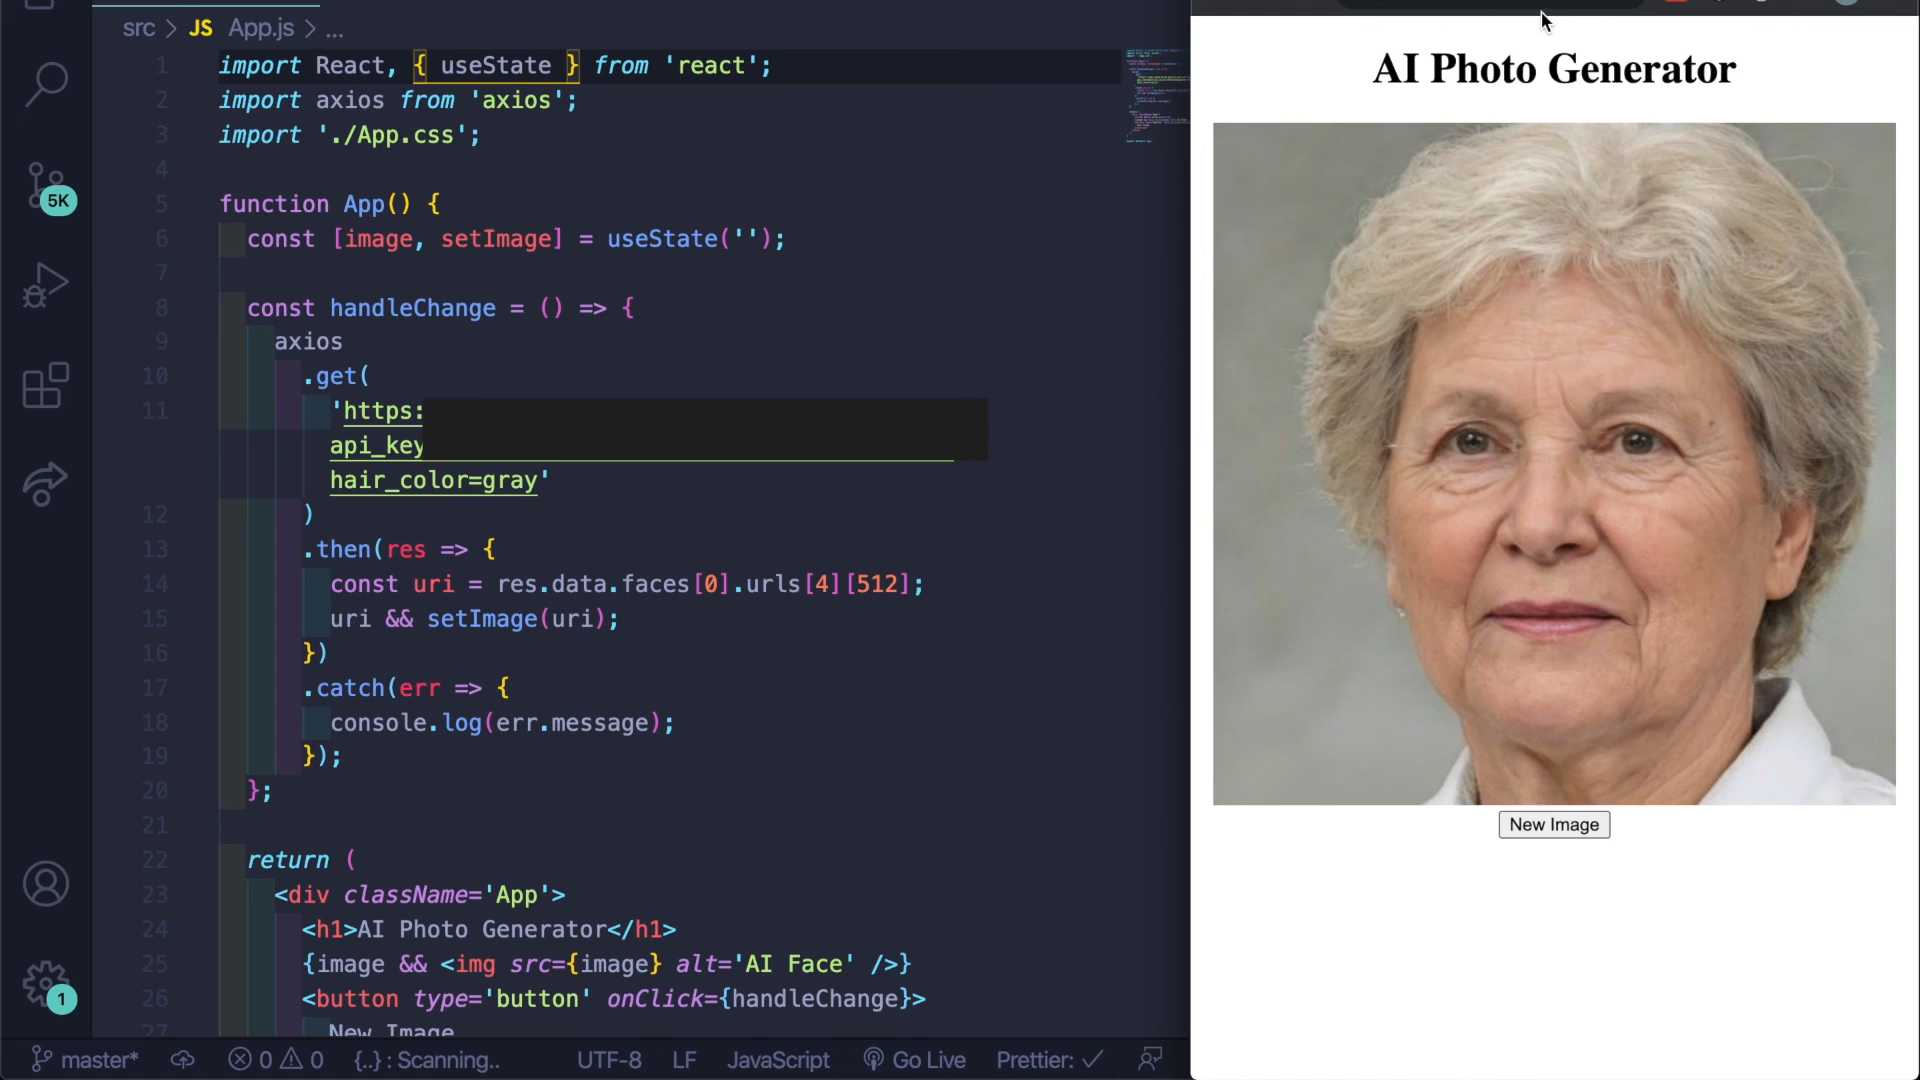 src > JS App.js > ...
1 import React, { useState } from 'react';
2 import axios from 'axios';
3 import './App.css';
4
5 function App() {
6 const [image, setImage] = useState('');
7
8 const handleChange = () => {
9 axios
10 .get(
11 'https:
api_key
hair_color=gray'
12 )
13 .then(res => {
14 const uri = res.data.faces[0].urls[4][512];
15 uri && setImage(uri);
16 })
17 .catch(err => {
18 console.log(err.message);
19 });
20 };
21
22 return (
23 <div className='App'>
24 <h1>AI Photo Generator</h1>
25 {image && <img src={image} alt='AI Face' />}
26 <button type='button' onClick={handleChange}>
27 New Image
5K
1
master* 0 0 {..} : Scanning.. UTF-8 LF JavaScript Go Live Prettier: ✓
AI Photo Generator
New Image